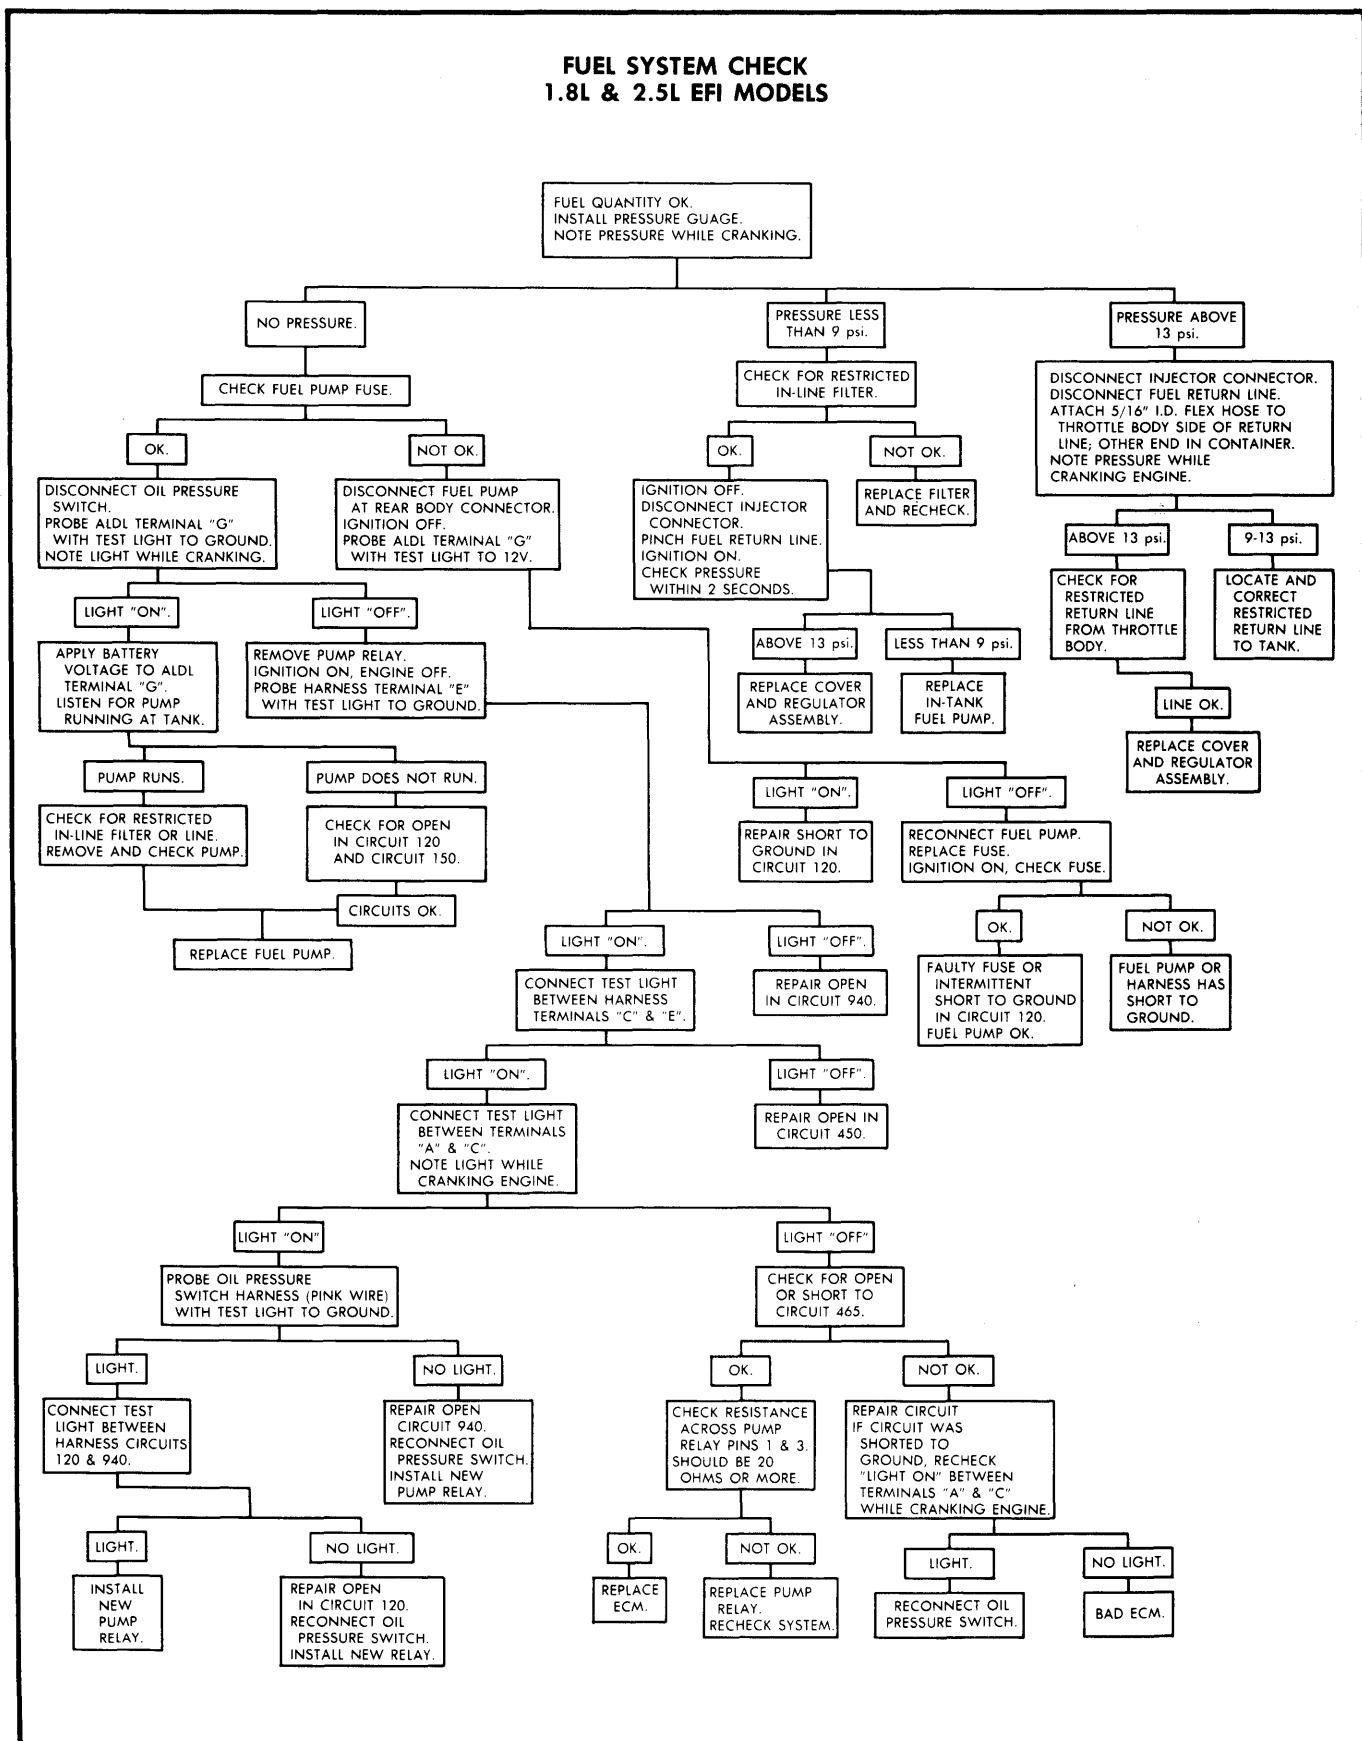 FUEL SYSTEM CHECK
1.8L & 2.5L EFI MODELS
FUEL QUANTITY OK.
INSTALL PRESSURE GUAGE.
NOTE PRESSURE WHILE CRANKING.
NO PRESSURE.
PRESSURE LESS
THAN 9 psi.
PRESSURE ABOVE
13 psi.
CHECK FUEL PUMP FUSE.
CHECK FOR RESTRICTED
IN-LINE FILTER.
DISCONNECT INJECTOR CONNECTOR.
DISCONNECT FUEL RETURN LINE.
ATTACH 5/16" I.D. FLEX HOSE TO
THROTTLE BODY SIDE OF RETURN
LINE; OTHER END IN CONTAINER.
NOTE PRESSURE WHILE
CRANKING ENGINE.
OK.
NOT OK.
OK.
NOT OK.
DISCONNECT OIL PRESSURE
SWITCH.
PROBE ALDL TERMINAL "G"
WITH TEST LIGHT TO GROUND.
NOTE LIGHT WHILE CRANKING.
DISCONNECT FUEL PUMP
AT REAR BODY CONNECTOR.
IGNITION OFF.
PROBE ALDL TERMINAL "G"
WITH TEST LIGHT TO 12V.
IGNITION OFF.
DISCONNECT INJECTOR
CONNECTOR.
PINCH FUEL RETURN LINE.
IGNITION ON.
CHECK PRESSURE
WITHIN 2 SECONDS.
REPLACE FILTER
AND RECHECK.
ABOVE 13 psi.
9-13 psi.
CHECK FOR
RESTRICTED
RETURN LINE
FROM THROTTLE
BODY.
LOCATE AND
CORRECT
RESTRICTED
RETURN LINE
TO TANK.
LIGHT "ON".
LIGHT "OFF".
ABOVE 13 psi.
LESS THAN 9 psi.
APPLY BATTERY
VOLTAGE TO ALDL
TERMINAL "G".
LISTEN FOR PUMP
RUNNING AT TANK.
REMOVE PUMP RELAY.
IGNITION ON, ENGINE OFF.
PROBE HARNESS TERMINAL "E"
WITH TEST LIGHT TO GROUND.
REPLACE COVER
AND REGULATOR
ASSEMBLY.
REPLACE
IN-TANK
FUEL PUMP.
LINE OK.
REPLACE COVER
AND REGULATOR
ASSEMBLY.
PUMP RUNS.
PUMP DOES NOT RUN.
LIGHT "ON".
LIGHT "OFF".
CHECK FOR RESTRICTED
IN-LINE FILTER OR LINE.
REMOVE AND CHECK PUMP.
CHECK FOR OPEN
IN CIRCUIT 120
AND CIRCUIT 150.
REPAIR SHORT TO
GROUND IN
CIRCUIT 120.
RECONNECT FUEL PUMP.
REPLACE FUSE.
IGNITION ON, CHECK FUSE.
CIRCUITS OK.
REPLACE FUEL PUMP.
LIGHT "ON".
LIGHT "OFF".
OK.
NOT OK.
CONNECT TEST LIGHT
BETWEEN HARNESS
TERMINALS "C" & "E".
REPAIR OPEN
IN CIRCUIT 940.
FAULTY FUSE OR
INTERMITTENT
SHORT TO GROUND
IN CIRCUIT 120.
FUEL PUMP OK.
FUEL PUMP OR
HARNESS HAS
SHORT TO
GROUND.
LIGHT "ON".
LIGHT "OFF".
CONNECT TEST LIGHT
BETWEEN TERMINALS
"A" & "C".
NOTE LIGHT WHILE
CRANKING ENGINE.
REPAIR OPEN IN
CIRCUIT 450.
LIGHT "ON"
LIGHT "OFF"
PROBE OIL PRESSURE
SWITCH HARNESS (PINK WIRE)
WITH TEST LIGHT TO GROUND.
CHECK FOR OPEN
OR SHORT TO
CIRCUIT 465.
LIGHT.
NO LIGHT.
OK.
NOT OK.
CONNECT TEST
LIGHT BETWEEN
HARNESS CIRCUITS
120 & 940.
REPAIR OPEN
CIRCUIT 940.
RECONNECT OIL
PRESSURE SWITCH.
INSTALL NEW
PUMP RELAY.
CHECK RESISTANCE
ACROSS PUMP
RELAY PINS 1 & 3.
SHOULD BE 20
OHMS OR MORE.
REPAIR CIRCUIT
IF CIRCUIT WAS
SHORTED TO
GROUND, RECHECK
"LIGHT ON" BETWEEN
TERMINALS "A" & "C"
WHILE CRANKING ENGINE.
LIGHT.
NO LIGHT.
OK.
NOT OK.
LIGHT.
NO LIGHT.
INSTALL
NEW
PUMP
RELAY.
REPAIR OPEN
IN CIRCUIT 120.
RECONNECT OIL
PRESSURE SWITCH.
INSTALL NEW RELAY.
REPLACE
ECM.
REPLACE PUMP
RELAY.
RECHECK SYSTEM.
RECONNECT OIL
PRESSURE SWITCH.
BAD ECM.